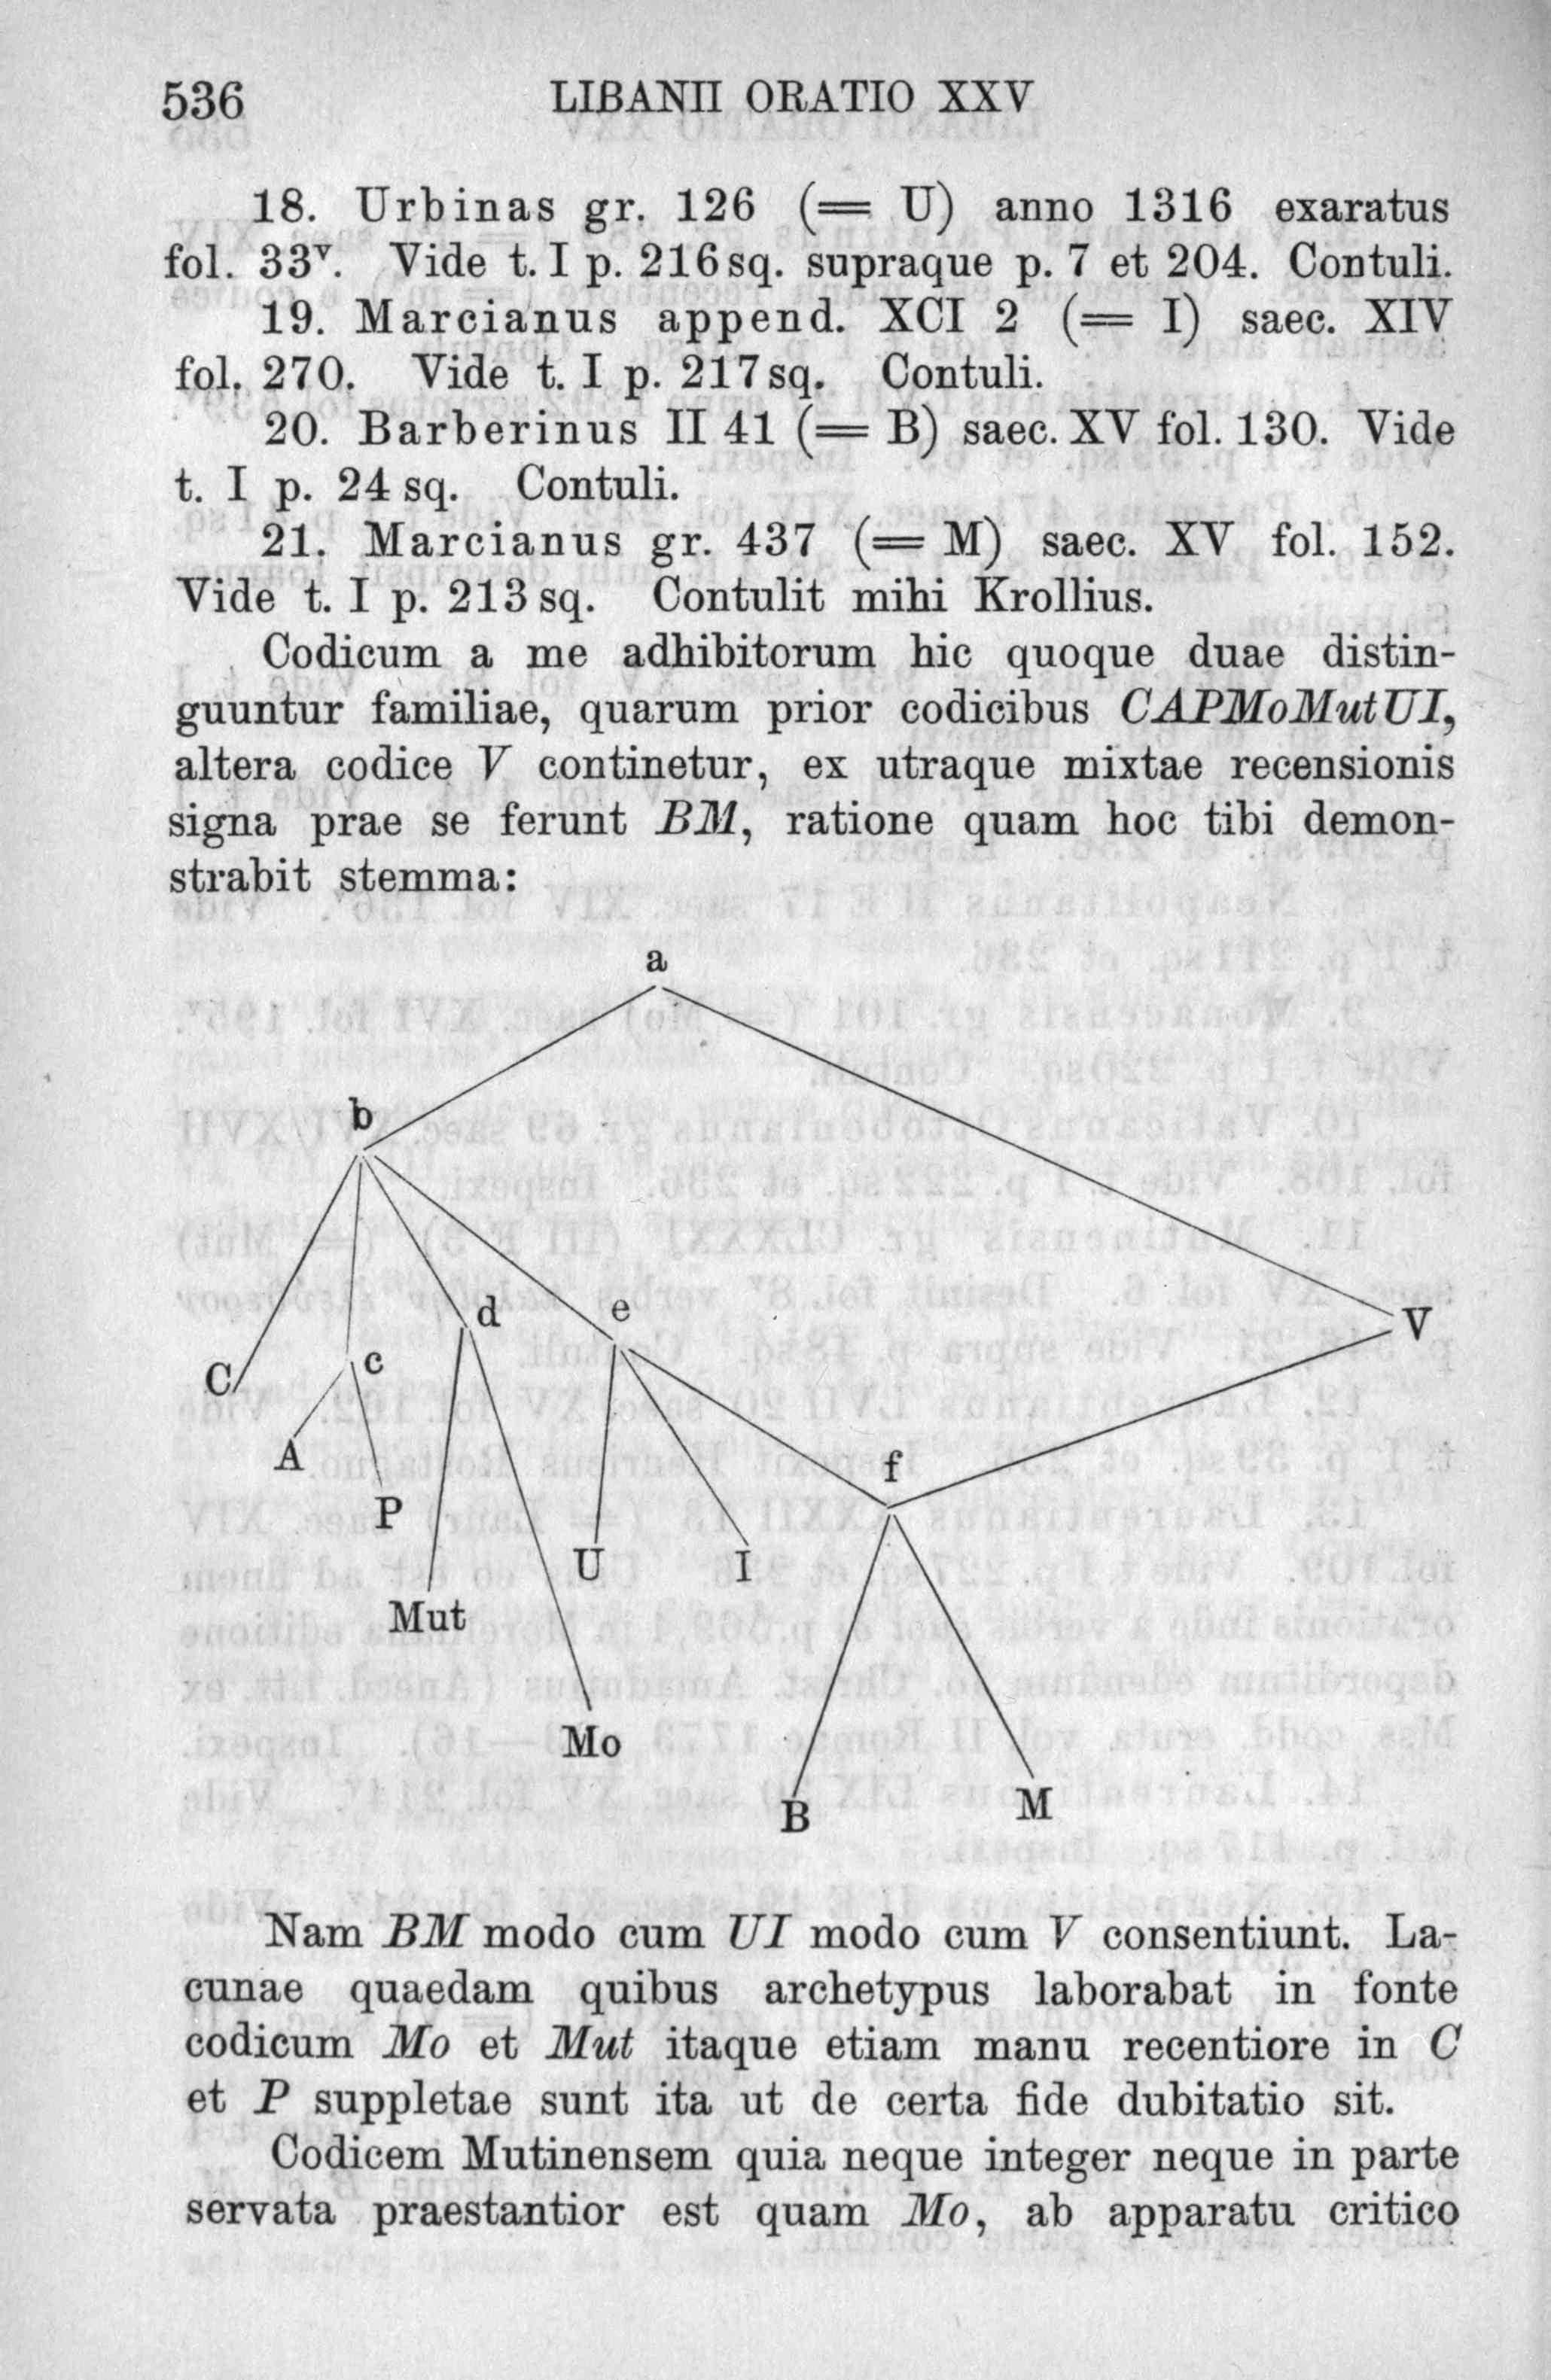 536 LIBANII ORATIO XXV
18. Urbinas gr. 126 (= U) anno 1316 exaratus
fol. 33ᵛ. Vide t. I p. 216 sq. supraque p. 7 et 204. Contuli.
19. Marcianus append. XCI 2 (= I) saec. XIV
fol. 270. Vide t. I p. 217 sq. Contuli.
20. Barberinus II 41 (= B) saec. XV fol. 130. Vide
t. I p. 24 sq. Contuli.
21. Marcianus gr. 437 (= M) saec. XV fol. 152.
Vide t. I p. 213 sq. Contulit mihi Krollius.
Codicum a me adhibitorum hic quoque duae distin-
guuntur familiae, quarum prior codicibus CAPMoMutUI,
altera codice V continetur, ex utraque mixtae recensionis
signa prae se ferunt BM, ratione quam hoc tibi demon-
strabit stemma:
a
b
d e
V
C c
A
f
P
U I
Mut
Mo
B M
Nam BM modo cum UI modo cum V consentiunt. La-
cunae quaedam quibus archetypus laborabat in fonte
codicum Mo et Mut itaque etiam manu recentiore in C
et P suppletae sunt ita ut de certa fide dubitatio sit.
Codicem Mutinensem quia neque integer neque in parte
servata praestantior est quam Mo, ab apparatu critico